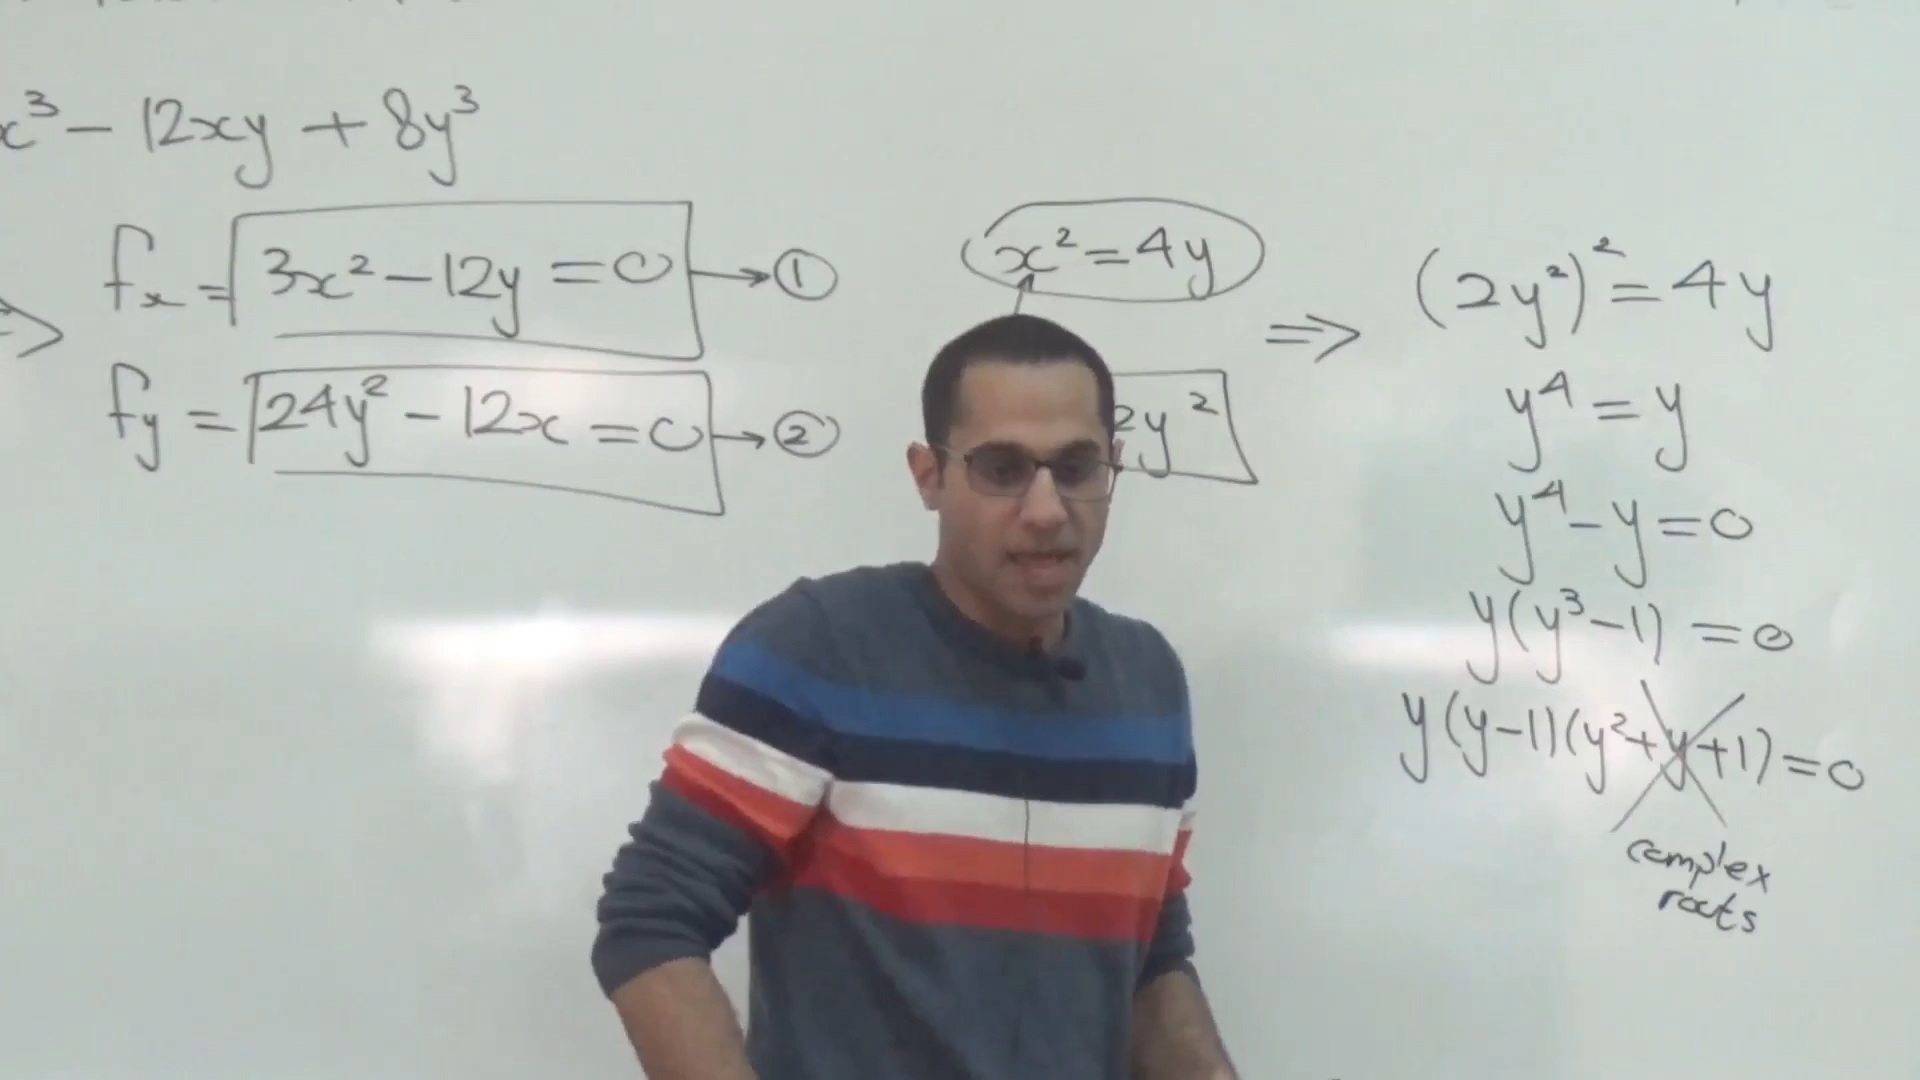 x³ - 12xy + 8y³
fx = 3x² - 12y = 0 → ①
fy = 24y² - 12x = 0 → ②
x² = 4y
2y²
⇒ (2y²)² = 4y
y⁴ = y
y⁴ - y = 0
y(y³ - 1) = 0
y(y-1)(y² + y + 1) = 0
complex
roots